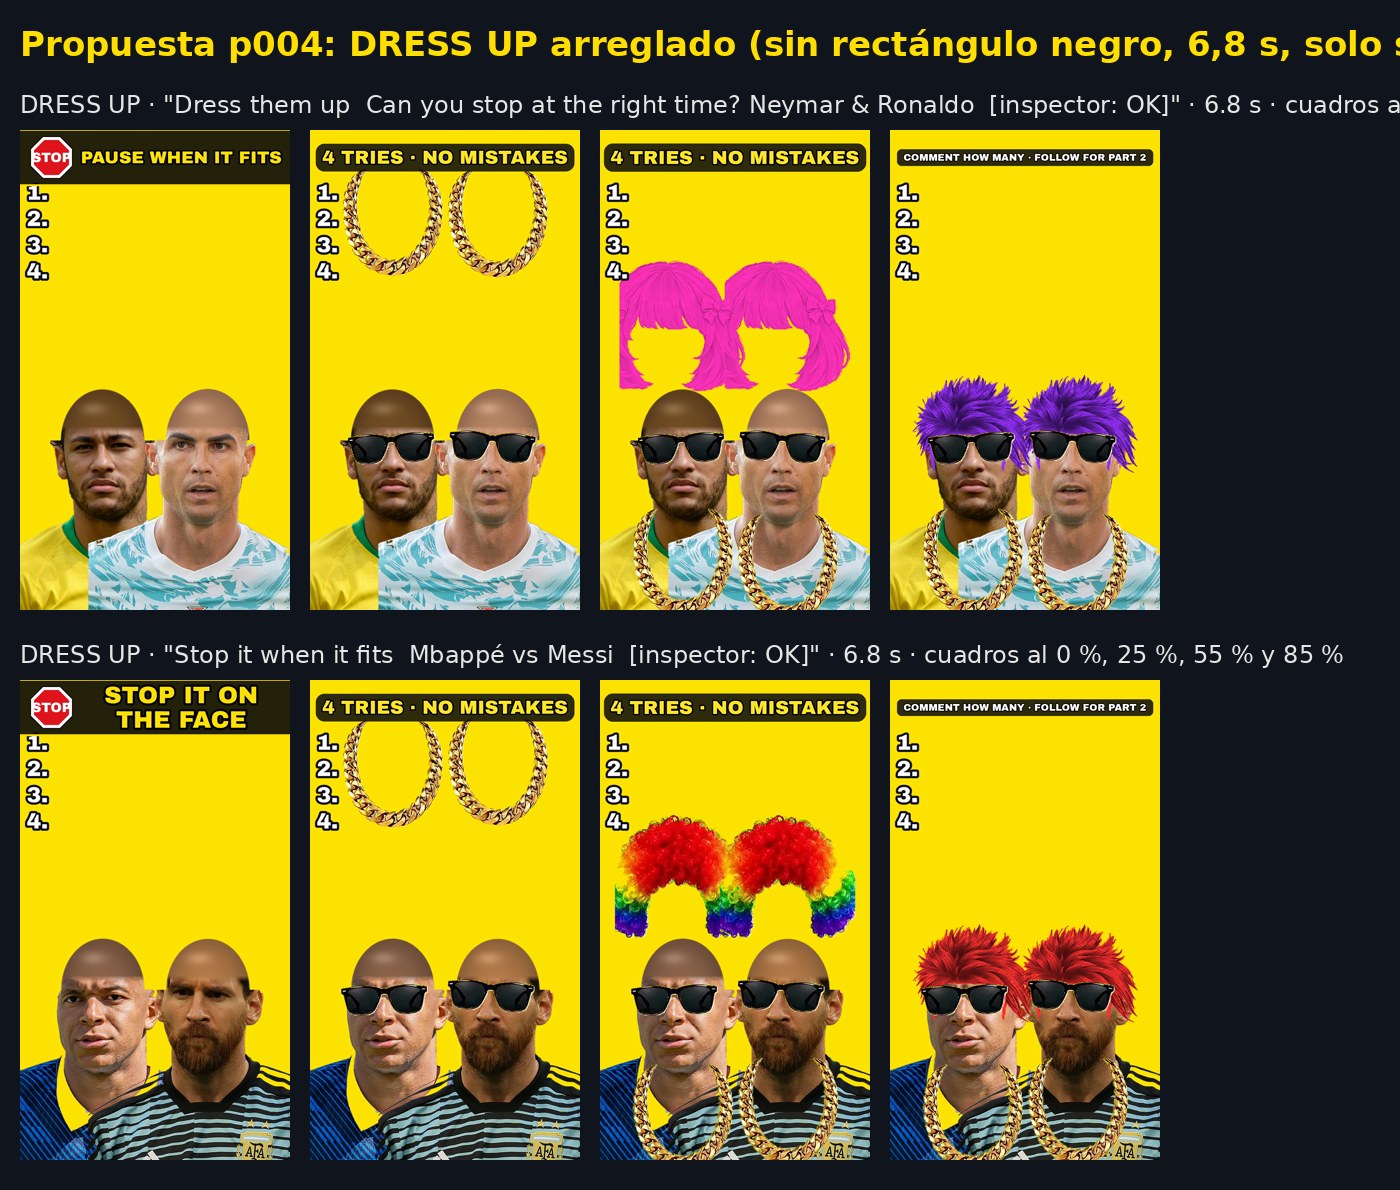 Propuesta p004: DRESS UP arreglado (sin rectángulo negro, 6,8 s, solo s
DRESS UP · "Dress them up  Can you stop at the right time? Neymar & Ronaldo  [inspector: OK]" · 6.8 s · cuadros a
STOP
PAUSE WHEN IT FITS
1.
2.
3.
4.
4 TRIES · NO MISTAKES
1.
2.
3.
4.
4 TRIES · NO MISTAKES
1.
2.
3.
4.
COMMENT HOW MANY · FOLLOW FOR PART 2
1.
2.
3.
4.
DRESS UP · "Stop it when it fits  Mbappé vs Messi  [inspector: OK]" · 6.8 s · cuadros al 0 %, 25 %, 55 % y 85 %
STOP
STOP IT ON
THE FACE
1.
2.
3.
4.
AFA
4 TRIES · NO MISTAKES
1.
2.
3.
4.
AFA
4 TRIES · NO MISTAKES
1.
2.
3.
4.
AFA
COMMENT HOW MANY · FOLLOW FOR PART 2
1.
2.
3.
4.
AFA